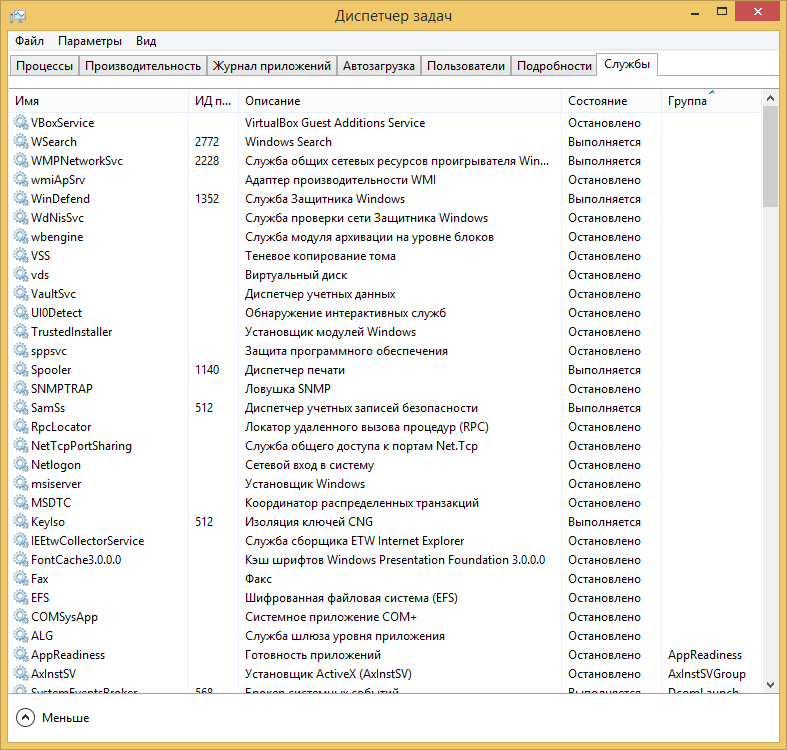 Диспетчер задач
Файл Параметры Вид
Процессы Производительность Журнал приложений Автозагрузка Пользователи Подробности Службы
Имя ИД п... Описание Состояние Группа
VBoxService VirtualBox Guest Additions Service Остановлено
WSearch 2772 Windows Search Выполняется
WMPNetworkSvc 2228 Служба общих сетевых ресурсов проигрывателя Win... Выполняется
wmiApSrv Адаптер производительности WMI Остановлено
WinDefend 1352 Служба Защитника Windows Выполняется
WdNisSvc Служба проверки сети Защитника Windows Остановлено
wbengine Служба модуля архивации на уровне блоков Остановлено
VSS Теневое копирование тома Остановлено
vds Виртуальный диск Остановлено
VaultSvc Диспетчер учетных данных Остановлено
UI0Detect Обнаружение интерактивных служб Остановлено
TrustedInstaller Установщик модулей Windows Остановлено
sppsvc Защита программного обеспечения Остановлено
Spooler 1140 Диспетчер печати Выполняется
SNMPTRAP Ловушка SNMP Остановлено
SamSs 512 Диспетчер учетных записей безопасности Выполняется
RpcLocator Локатор удаленного вызова процедур (RPC) Остановлено
NetTcpPortSharing Служба общего доступа к портам Net.Tcp Остановлено
Netlogon Сетевой вход в систему Остановлено
msiserver Установщик Windows Остановлено
MSDTC Координатор распределенных транзакций Остановлено
KeyIso 512 Изоляция ключей CNG Выполняется
IEEtwCollectorService Служба сборщика ETW Internet Explorer Остановлено
FontCache3.0.0.0 Кэш шрифтов Windows Presentation Foundation 3.0.0.0 Остановлено
Fax Факс Остановлено
EFS Шифрованная файловая система (EFS) Остановлено
COMSysApp Системное приложение COM+ Остановлено
ALG Служба шлюза уровня приложения Остановлено
AppReadiness Готовность приложений Остановлено AppReadiness
AxInstSV Установщик ActiveX (AxInstSV) Остановлено AxInstSVGroup
SystemEventsBroker 568 Брокер системных событий Выполняется DcomLaunch
Меньше